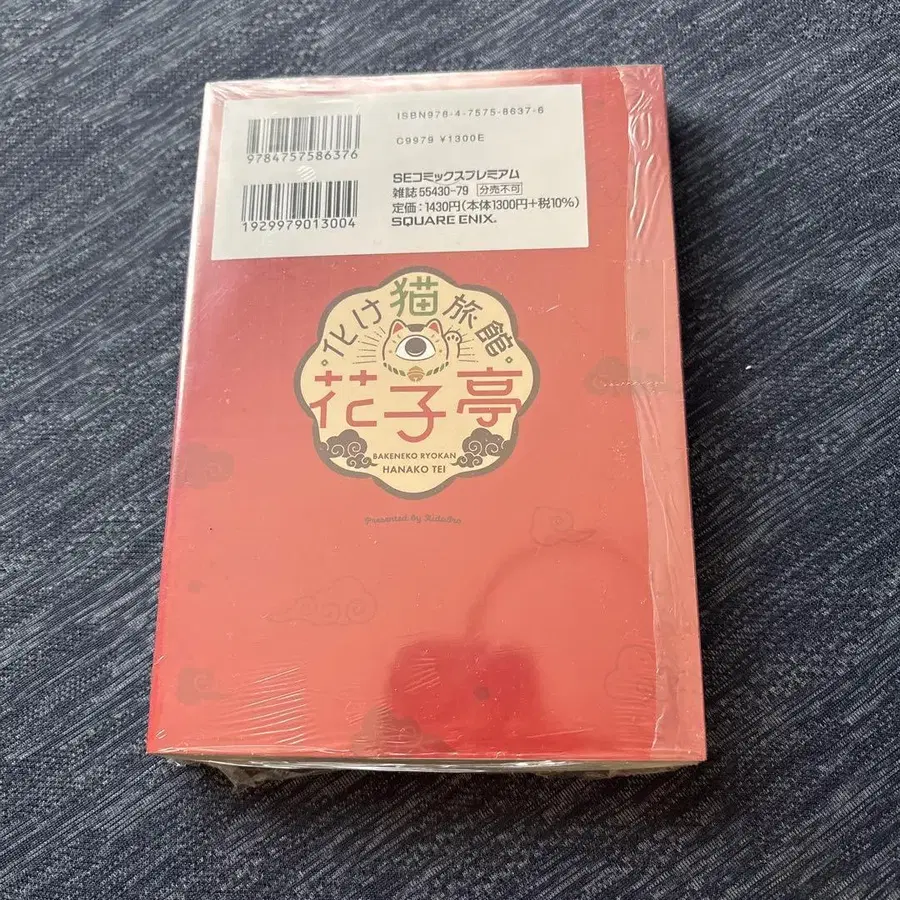 ISBN978-4-7575-8637-6
C9979 ¥1300E
9784757586376
SEコミックスプレミアム
雑誌 55430-79 分売不可
定価:1430円(本体1300円+税10%)
SQUARE ENIX.
1929979013004
化け猫旅館
花子亭
BAKENEKO RYOKAN
HANAKO TEI
Presented By AidaIro